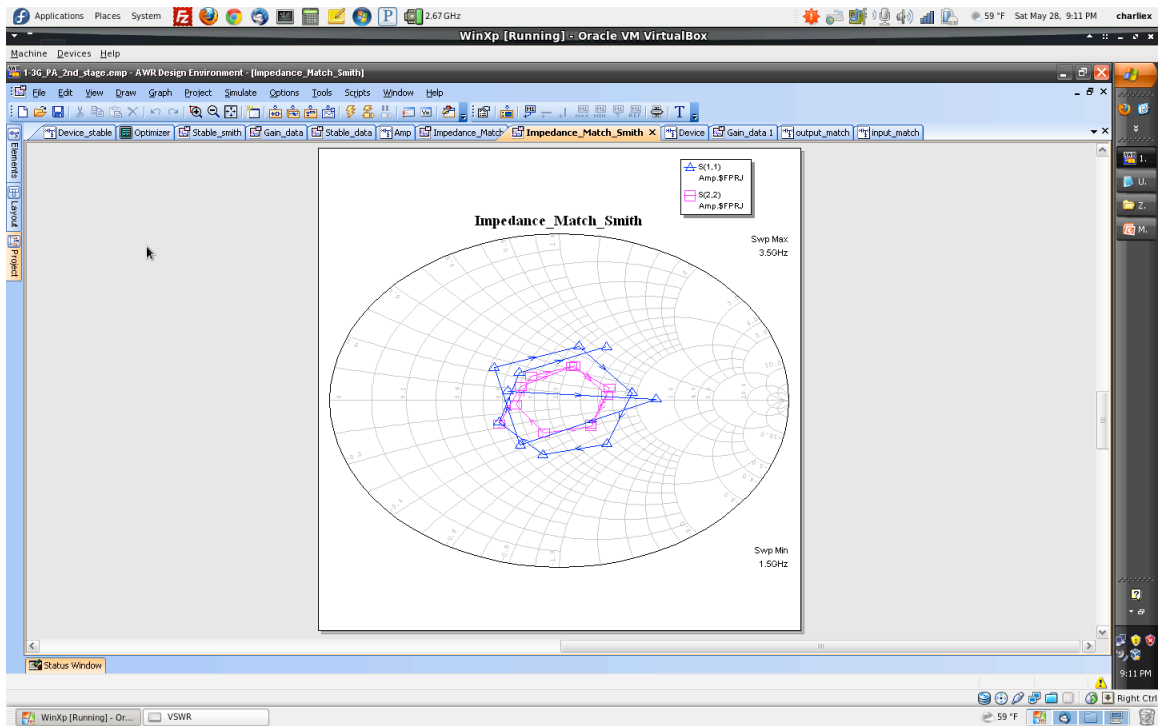 Applications Places System 2.67 GHz 59 °F Sat May 28, 9:11 PM charliex
WinXp [Running] - Oracle VM VirtualBox
Machine Devices Help
1-3G_PA_2nd_stage.emp - AWR Design Environment - [Impedance_Match_Smith]
File Edit View Draw Graph Project Simulate Options Tools Scripts Window Help
Device_stable Optimizer Stable_smith Gain_data Stable_data Amp Impedance_Match Impedance_Match_Smith Device Gain_data 1 output_match input_match
Elements
Layout
Project
S(1,1)
Amp.$FPRJ
S(2,2)
Amp.$FPRJ
Impedance_Match_Smith
Swp Max
3.5GHz
Swp Min
1.5GHz
1.
U.
Z.
M.
Status Window
9:11 PM
Right Ctrl
WinXp [Running] - Or... VSWR 59 °F